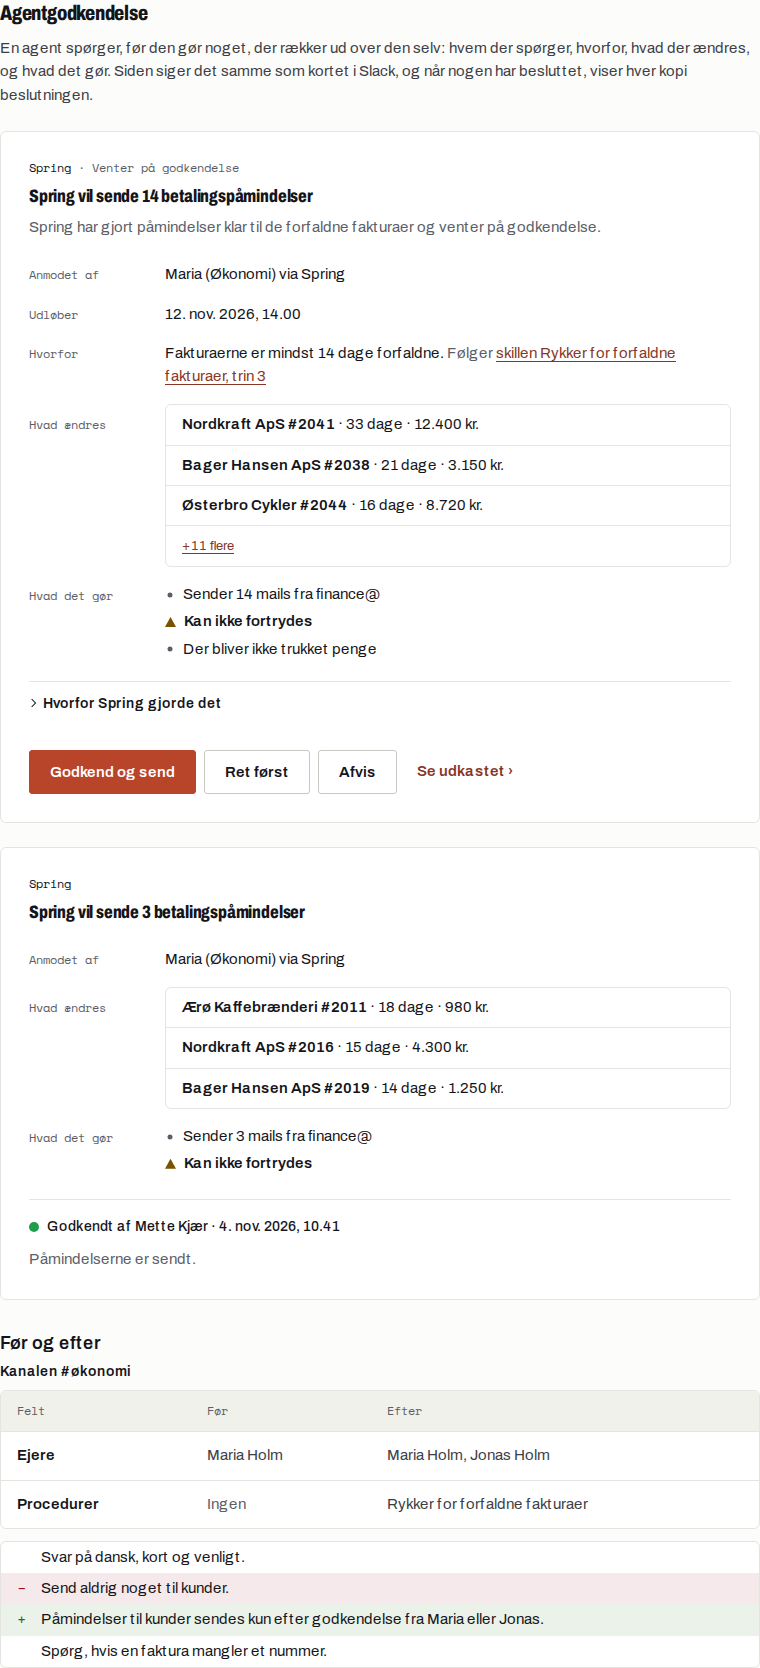 Agentgodkendelse
En agent spørger, før den gør noget, der rækker ud over den selv: hvem der spørger, hvorfor, hvad der ændres,
og hvad det gør. Siden siger det samme som kortet i Slack, og når nogen har besluttet, viser hver kopi
beslutningen.
Spring · Venter på godkendelse
Spring vil sende 14 betalingspåmindelser
Spring har gjort påmindelser klar til de forfaldne fakturaer og venter på godkendelse.
Anmodet af Maria (Økonomi) via Spring
Udløber 12. nov. 2026, 14.00
Hvorfor Fakturaerne er mindst 14 dage forfaldne. Følger skillen Rykker for forfaldne
fakturaer, trin 3
Hvad ændres Nordkraft ApS #2041 · 33 dage · 12.400 kr.
Bager Hansen ApS #2038 · 21 dage · 3.150 kr.
Østerbro Cykler #2044 · 16 dage · 8.720 kr.
+11 flere
Hvad det gør • Sender 14 mails fra finance@
▲ Kan ikke fortrydes
• Der bliver ikke trukket penge
› Hvorfor Spring gjorde det
Godkend og send Ret først Afvis Se udkastet ›
Spring
Spring vil sende 3 betalingspåmindelser
Anmodet af Maria (Økonomi) via Spring
Hvad ændres Ærø Kaffebrænderi #2011 · 18 dage · 980 kr.
Nordkraft ApS #2016 · 15 dage · 4.300 kr.
Bager Hansen ApS #2019 · 14 dage · 1.250 kr.
Hvad det gør • Sender 3 mails fra finance@
▲ Kan ikke fortrydes
Godkendt af Mette Kjær · 4. nov. 2026, 10.41
Påmindelserne er sendt.
Før og efter
Kanalen #økonomi
Felt Før Efter
Ejere Maria Holm Maria Holm, Jonas Holm
Procedurer Ingen Rykker for forfaldne fakturaer
Svar på dansk, kort og venligt.
− Send aldrig noget til kunder.
+ Påmindelser til kunder sendes kun efter godkendelse fra Maria eller Jonas.
Spørg, hvis en faktura mangler et nummer.